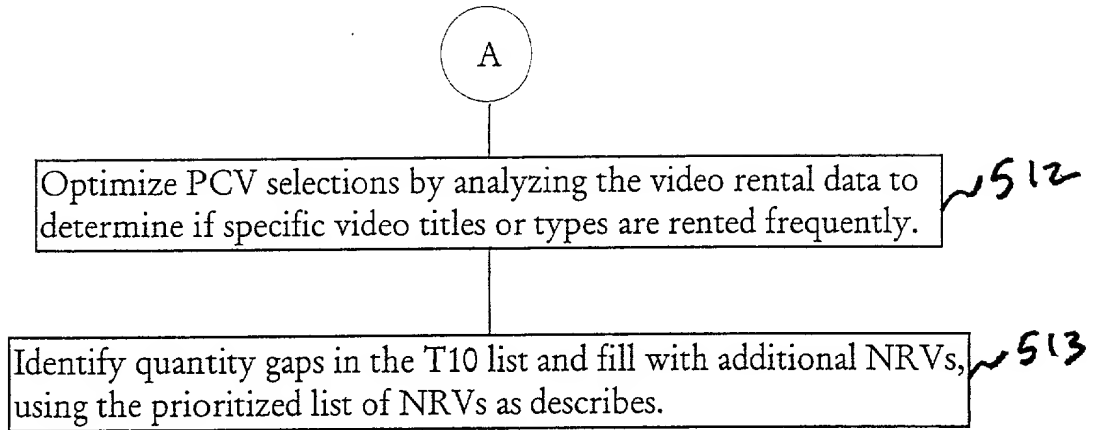 A
Optimize PCV selections by analyzing the video rental data to
determine if specific video titles or types are rented frequently.
512
Identify quantity gaps in the T10 list and fill with additional NRVs,
using the prioritized list of NRVs as describes.
513